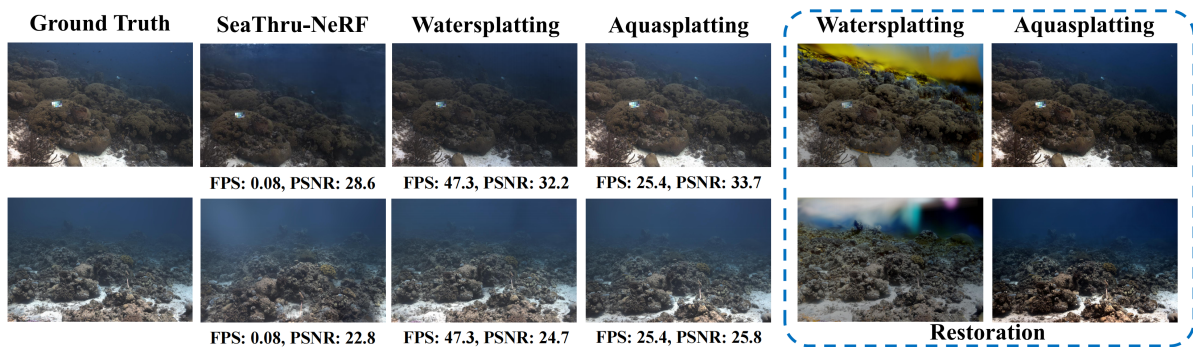 Ground Truth SeaThru-NeRF Watersplatting Aquasplatting Watersplatting Aquasplatting
FPS: 0.08, PSNR: 28.6 FPS: 47.3, PSNR: 32.2 FPS: 25.4, PSNR: 33.7
FPS: 0.08, PSNR: 22.8 FPS: 47.3, PSNR: 24.7 FPS: 25.4, PSNR: 25.8
Restoration